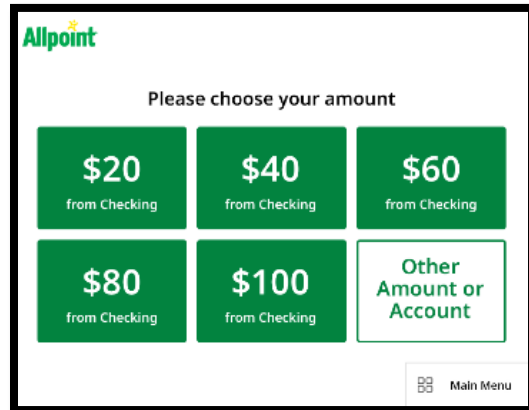 Allpoint
Please choose your amount
$20
from Checking
$40
from Checking
$60
from Checking
$80
from Checking
$100
from Checking
Other
Amount or
Account
Main Menu